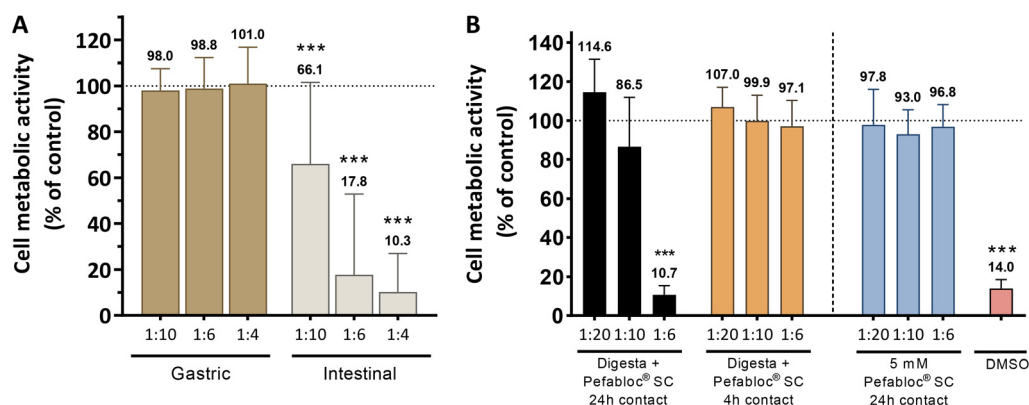 A
Cell metabolic activity
(% of control)
120
100
80
60
40
20
0
98.0
98.8
101.0
***
66.1
***
17.8
***
10.3
1:10
1:6
1:4
1:10
1:6
1:4
Gastric
Intestinal
B
Cell metabolic activity
(% of control)
140
120
100
80
60
40
20
0
114.6
86.5
***
10.7
107.0
99.9
97.1
97.8
93.0
96.8
***
14.0
1:20
1:10
1:6
1:20
1:10
1:6
1:20
1:10
1:6
Digesta +
Pefabloc® SC
24h contact
Digesta +
Pefabloc® SC
4h contact
5 mM
Pefabloc® SC
24h contact
DMSO